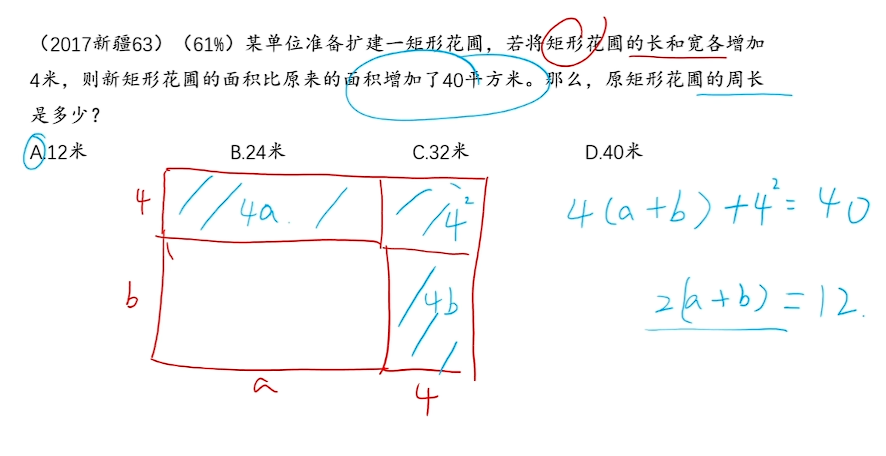 （2017新疆63）（61%）某单位准备扩建一矩形花圃，若将矩形花圃的长和宽各增加
4米，则新矩形花圃的面积比原来的面积增加了40平方米。那么，原矩形花圃的周长
是多少？
A.12米 B.24米 C.32米 D.40米
4 4a 4² 4(a+b)+4²=40
b 4b 2(a+b)=12.
a 4